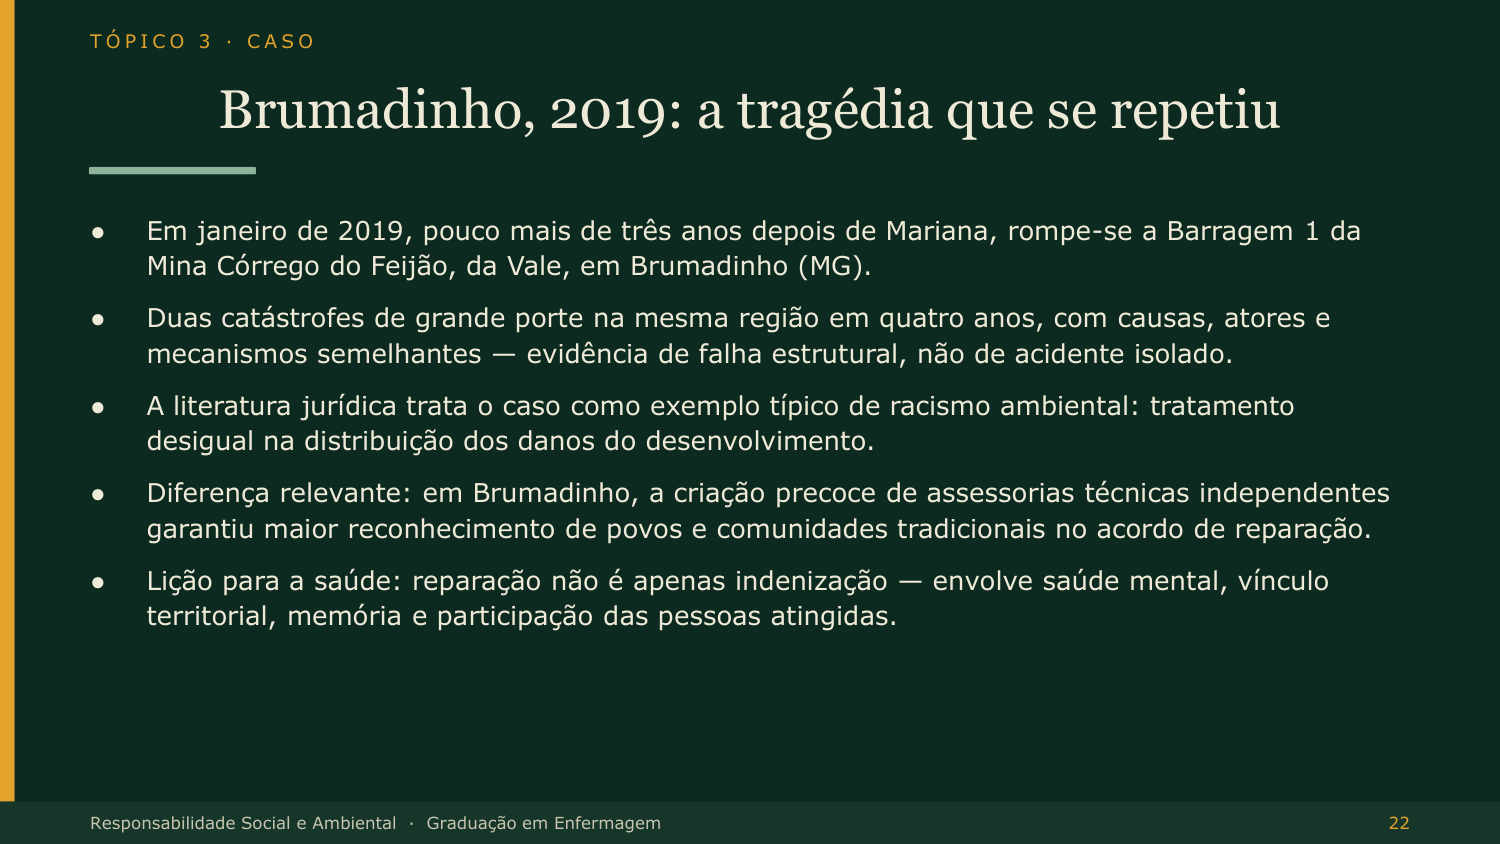 TÓPICO 3 · CASO
Brumadinho, 2019: a tragédia que se repetiu
● Em janeiro de 2019, pouco mais de três anos depois de Mariana, rompe-se a Barragem 1 da
Mina Córrego do Feijão, da Vale, em Brumadinho (MG).
● Duas catástrofes de grande porte na mesma região em quatro anos, com causas, atores e
mecanismos semelhantes — evidência de falha estrutural, não de acidente isolado.
● A literatura jurídica trata o caso como exemplo típico de racismo ambiental: tratamento
desigual na distribuição dos danos do desenvolvimento.
● Diferença relevante: em Brumadinho, a criação precoce de assessorias técnicas independentes
garantiu maior reconhecimento de povos e comunidades tradicionais no acordo de reparação.
● Lição para a saúde: reparação não é apenas indenização — envolve saúde mental, vínculo
territorial, memória e participação das pessoas atingidas.
Responsabilidade Social e Ambiental · Graduação em Enfermagem
22